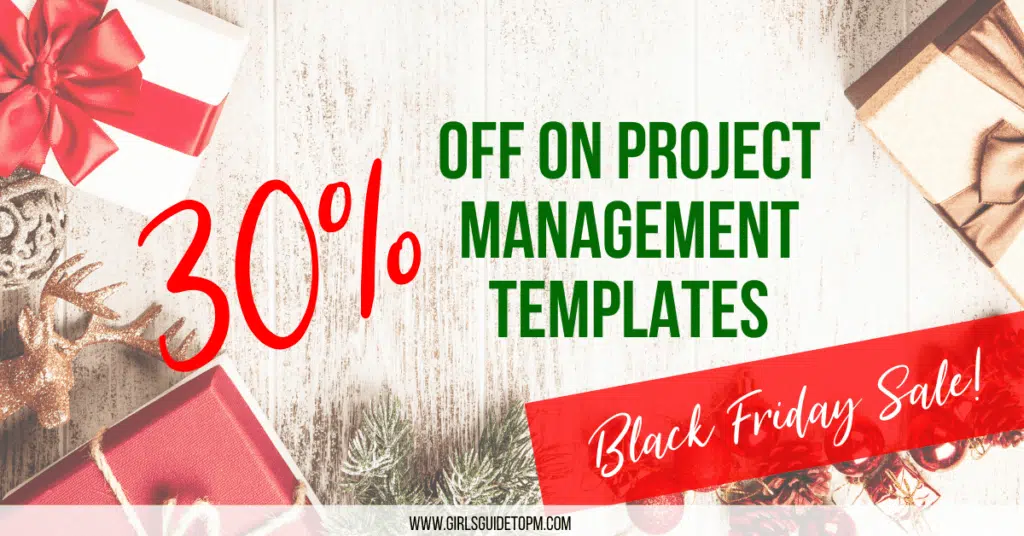 30%
OFF ON PROJECT
MANAGEMENT
TEMPLATES
Black Friday Sale!
WWW.GIRLSGUIDETOPM.COM